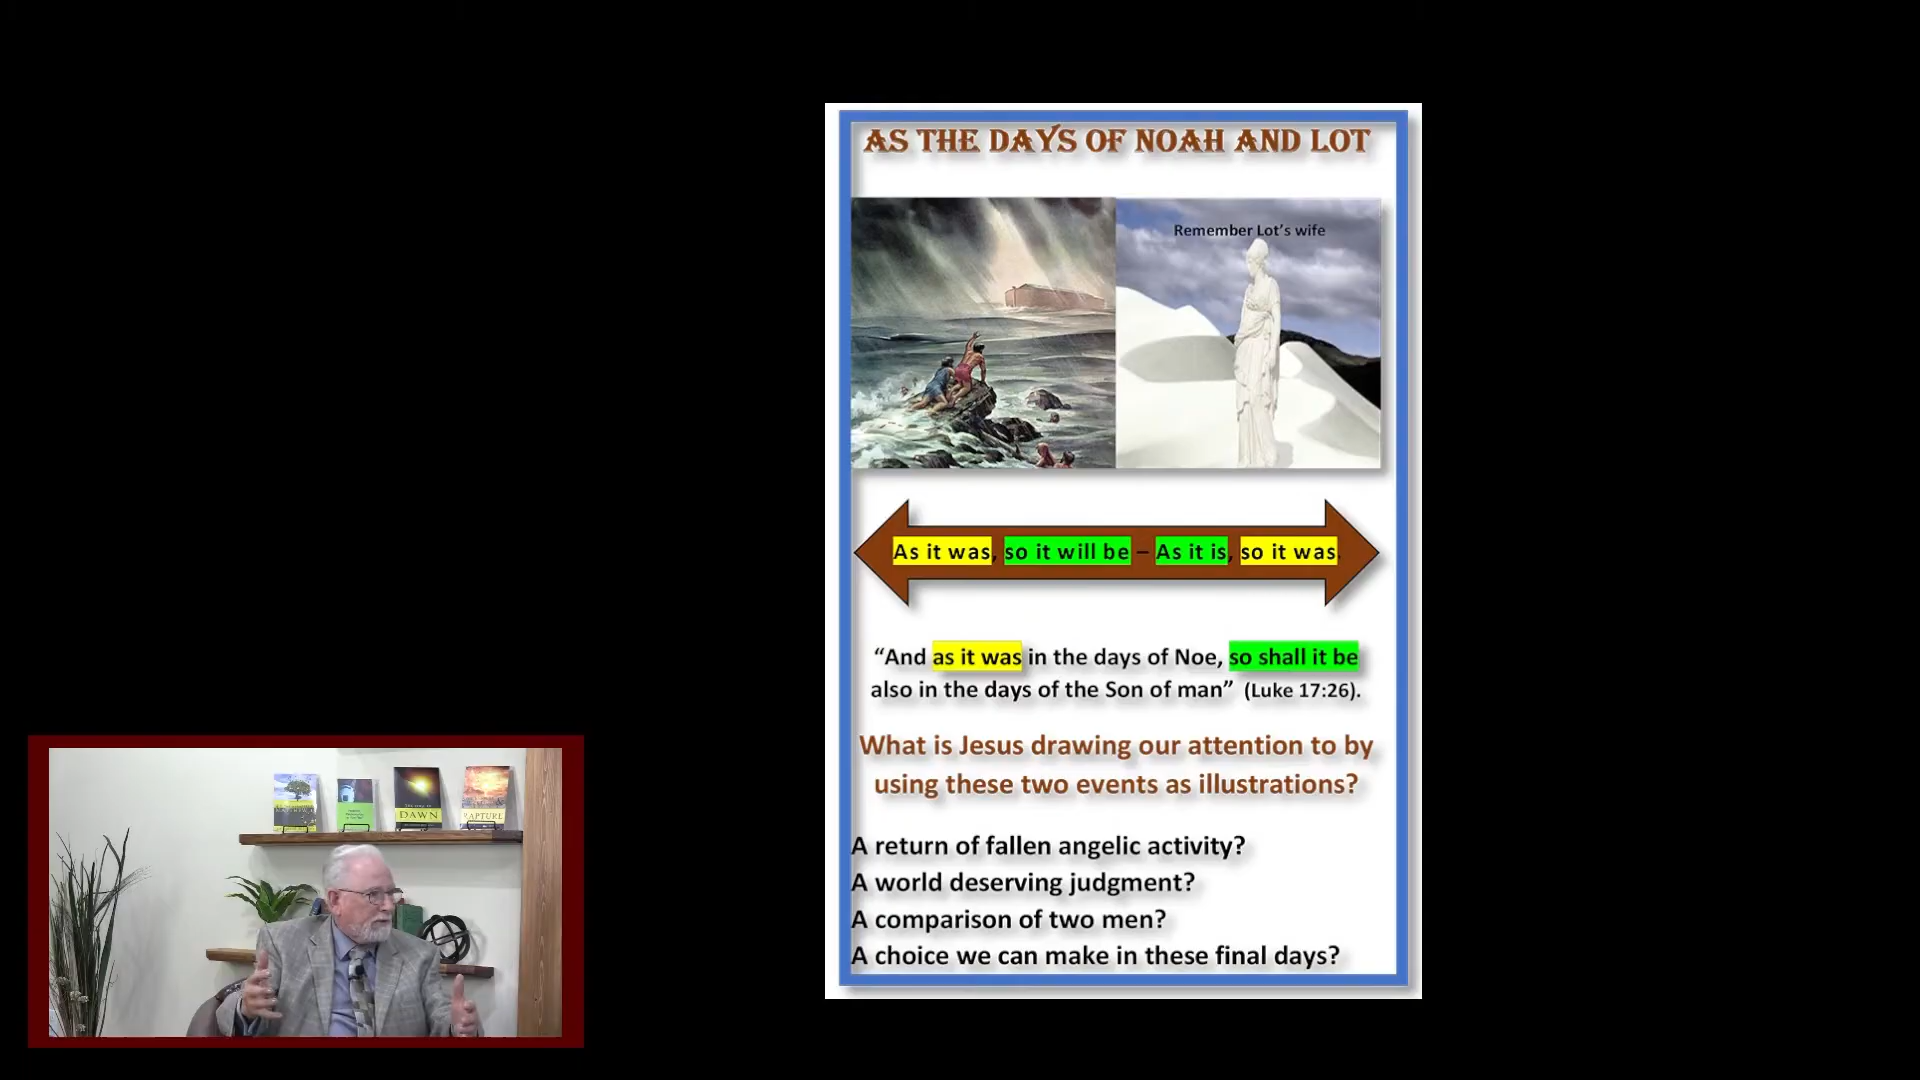 AS THE DAYS OF NOAH AND LOT
Remember Lot's wife
As it was, so it will be – As it is, so it was.
“And as it was in the days of Noe, so shall it be
also in the days of the Son of man” (Luke 17:26).
What is Jesus drawing our attention to by
using these two events as illustrations?
A return of fallen angelic activity?
A world deserving judgment?
A comparison of two men?
A choice we can make in these final days?
DAWN
RAPTURE